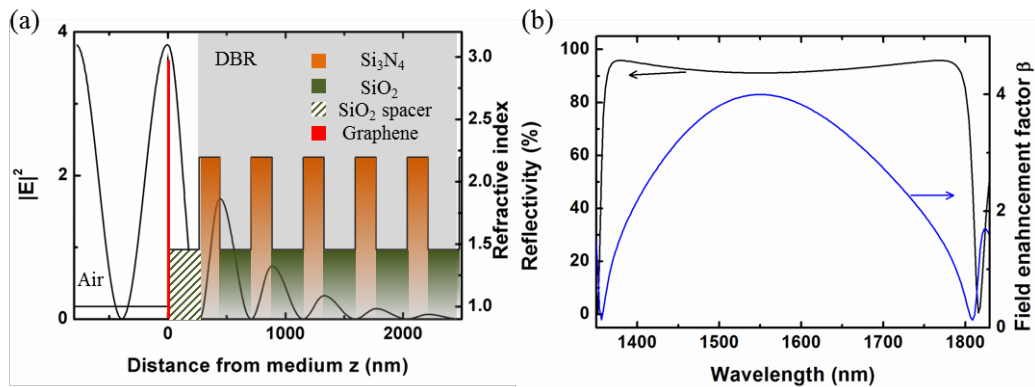 (a)
4
2
0
|E|²
Air
DBR
Si₃N₄
SiO₂
SiO₂ spacer
Graphene
3.0
2.5
2.0
1.5
1.0
Refractive index
0
1000
2000
Distance from medium z (nm)
(b)
100
80
60
40
20
0
Reflectivity (%)
4
2
0
Field enahncement factor β
1400
1500
1600
1700
1800
Wavelength (nm)